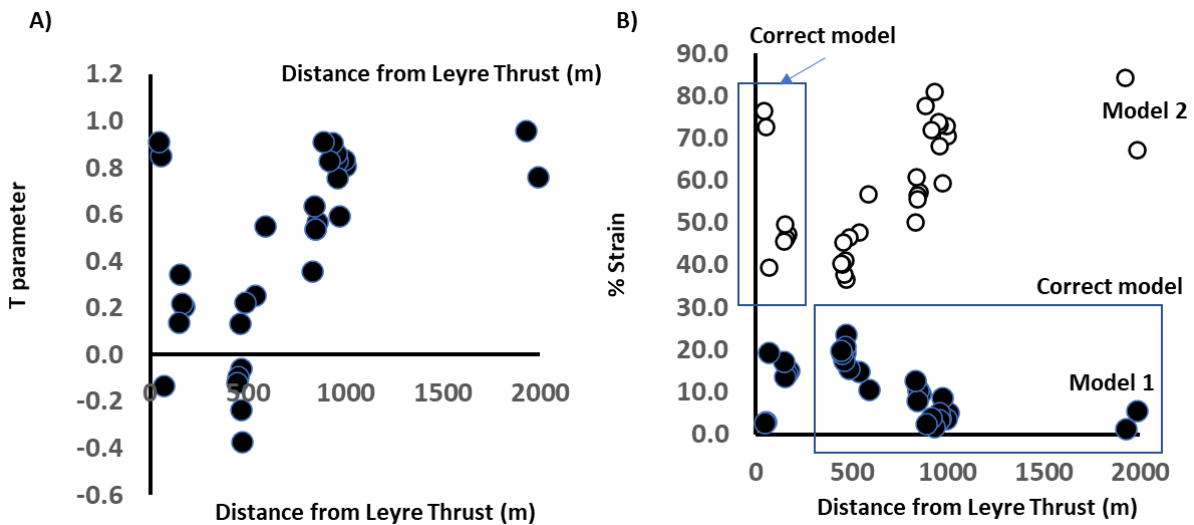 A)
Distance from Leyre Thrust (m)
T parameter
1.2
1.0
0.8
0.6
0.4
0.2
0.0
-0.2
-0.4
-0.6
0 500 1000 1500 2000
Distance from Leyre Thrust (m)
B)
Correct model
% Strain
90.0
80.0
70.0
60.0
50.0
40.0
30.0
20.0
10.0
0.0
Model 2
Correct model
Model 1
0 500 1000 1500 2000
Distance from Leyre Thrust (m)